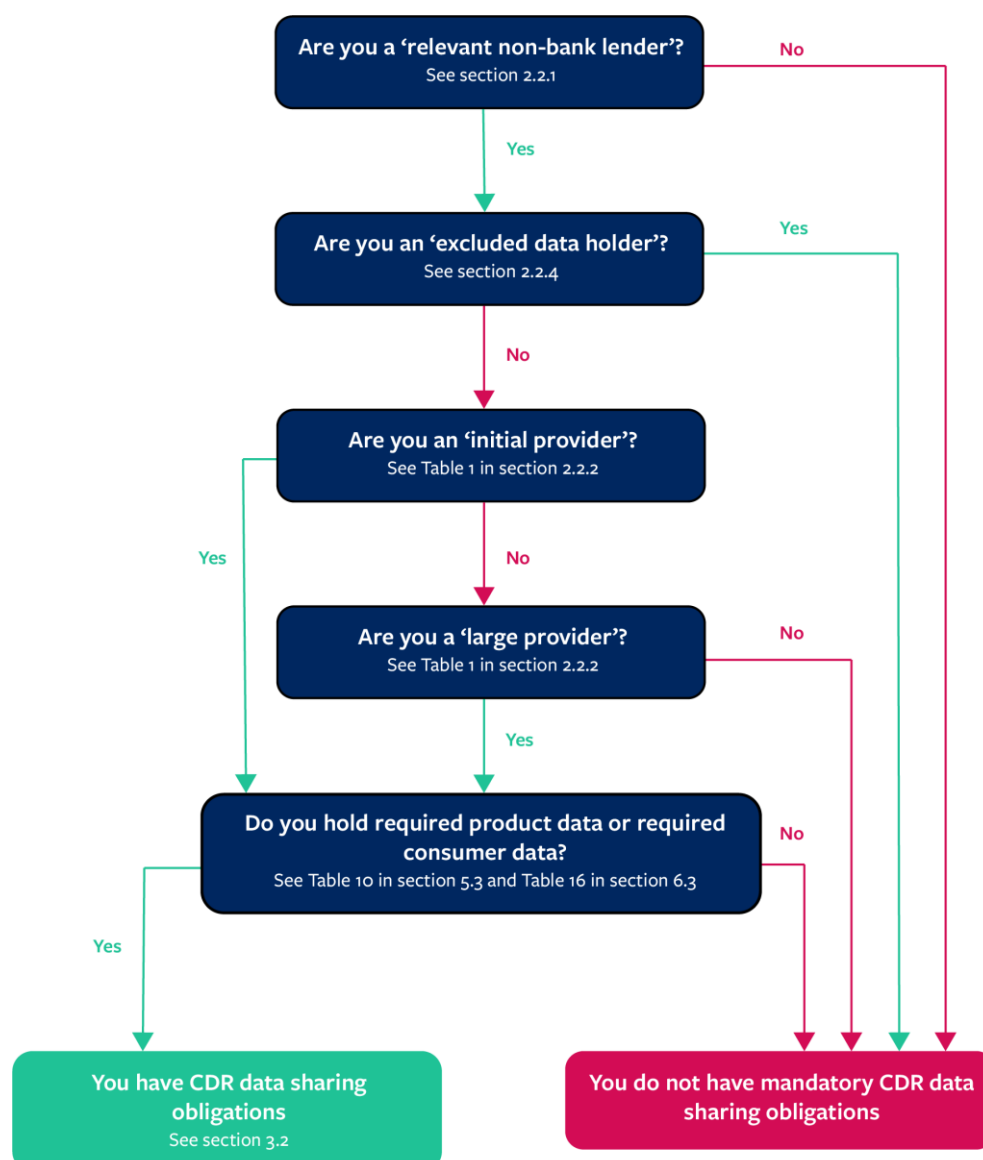 Are you a ‘relevant non-bank lender’?
See section 2.2.1
No
Yes
Are you an ‘excluded data holder’?
See section 2.2.4
Yes
No
Are you an ‘initial provider’?
See Table 1 in section 2.2.2
Yes
No
Are you a ‘large provider’?
See Table 1 in section 2.2.2
No
Yes
Do you hold required product data or required
consumer data?
See Table 10 in section 5.3 and Table 16 in section 6.3
No
Yes
You have CDR data sharing
obligations
See section 3.2
You do not have mandatory CDR data
sharing obligations